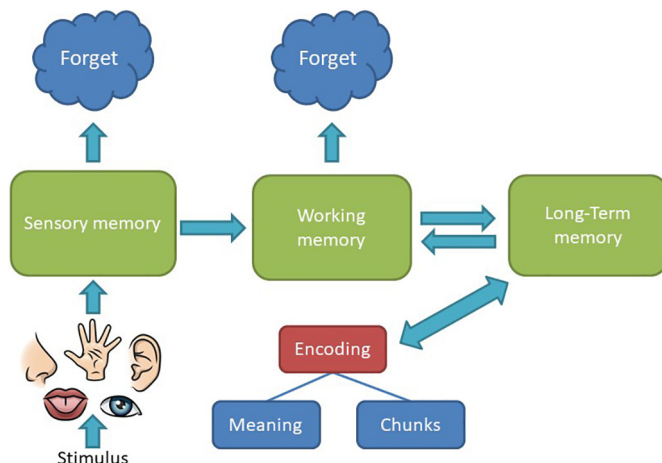 Forget
Forget
Sensory memory
Working
memory
Long-Term
memory
Encoding
Meaning
Chunks
Stimulus